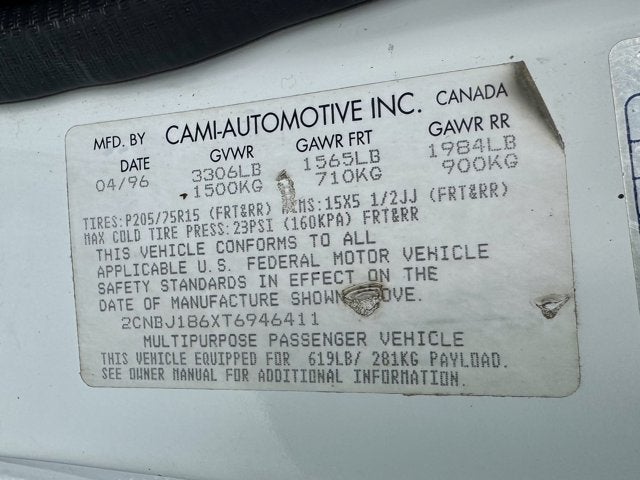 MFD. BY CAMI-AUTOMOTIVE INC. CANADA
DATE GVWR GAWR FRT GAWR RR
04/96 3306LB 1565LB 1984LB
1500KG 710KG 900KG
TIRES:P205/75R15 (FRT&RR) :15X5 1/2JJ (FRT&RR)
MAX COLD TIRE PRESS:23PSI (160KPA) FRT&RR
THIS VEHICLE CONFORMS TO ALL
APPLICABLE U.S. FEDERAL MOTOR VEHICLE
SAFETY STANDARDS IN EFFECT ON THE
DATE OF MANUFACTURE SHOWN OVE.
2CNBJ186XT6946411
MULTIPURPOSE PASSENGER VEHICLE
THIS VEHICLE EQUIPPED FOR 619LB/ 281KG PAYLOAD.
SEE OWNER MANUAL FOR ADDITIONAL INFORMATION.